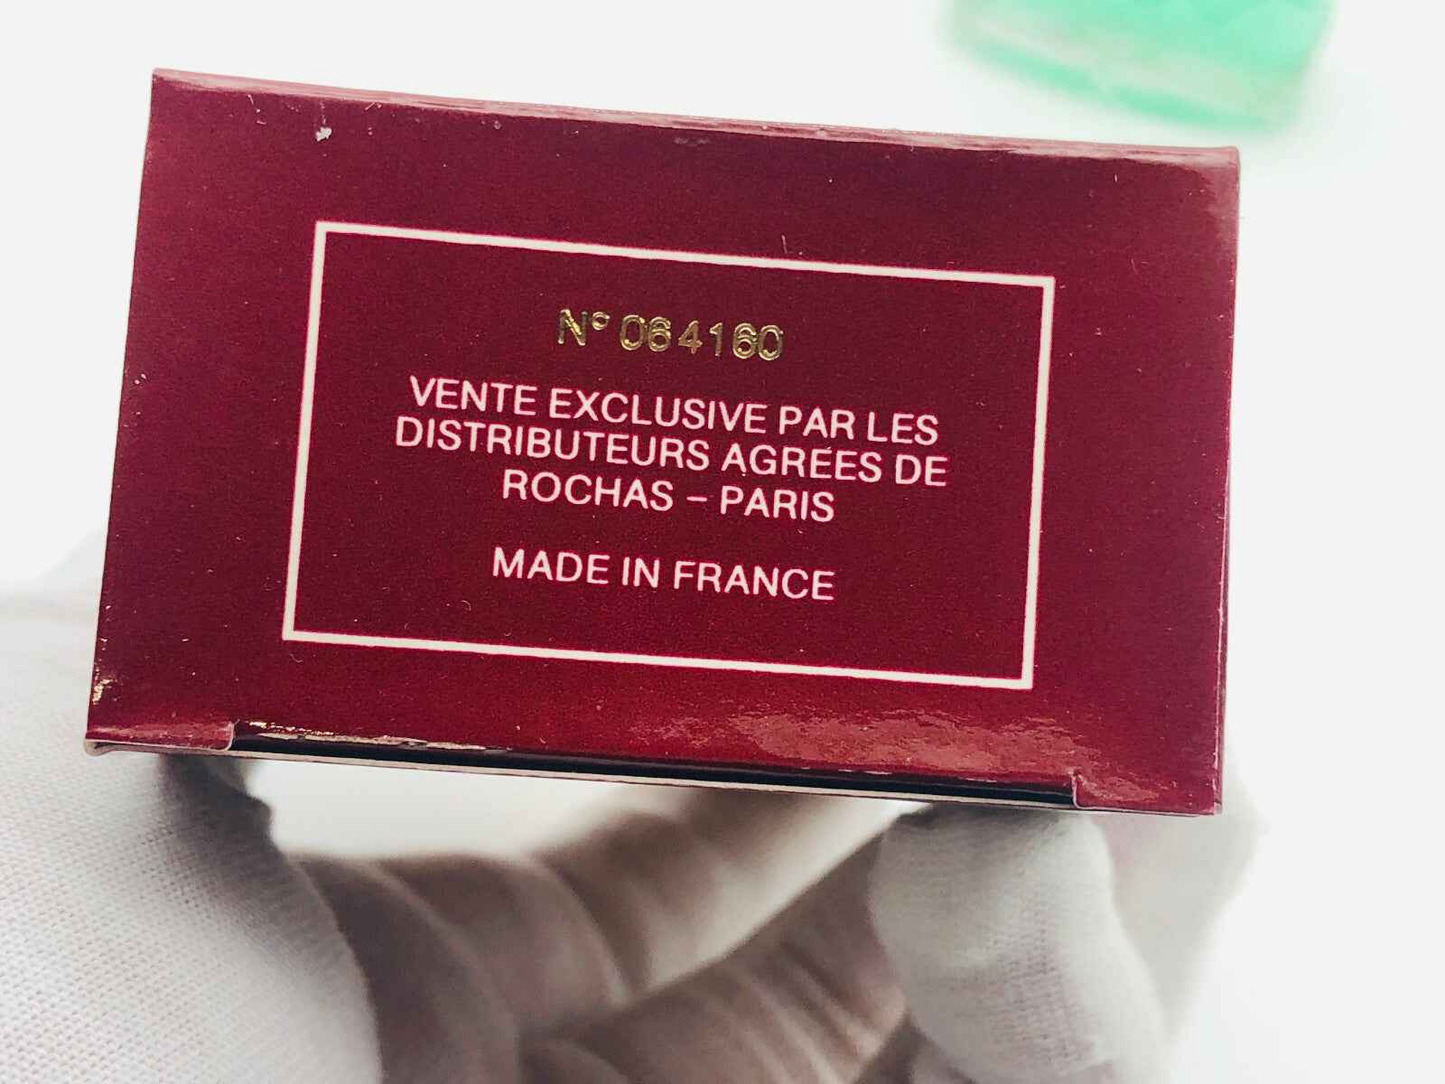 N° 064160
VENTE EXCLUSIVE PAR LES
DISTRIBUTEURS AGRÉES DE
ROCHAS – PARIS
MADE IN FRANCE